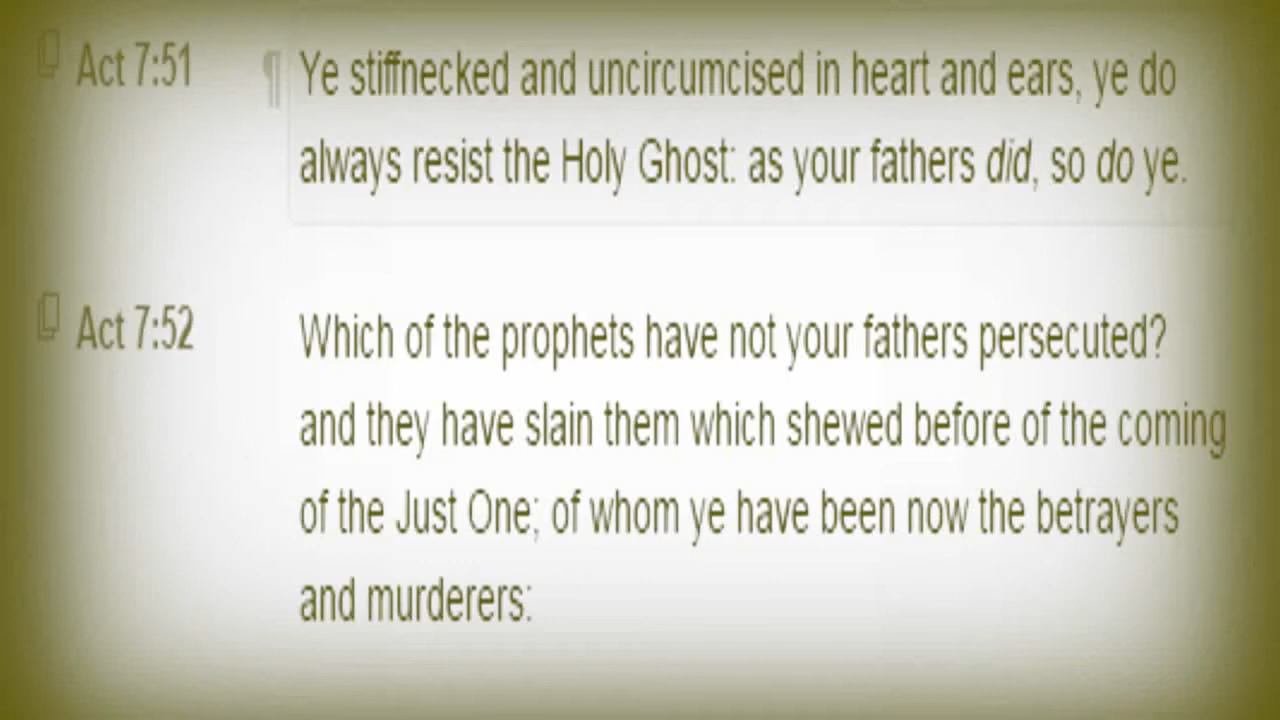 Act 7:51 ¶ Ye stiffnecked and uncircumcised in heart and ears, ye do
always resist the Holy Ghost: as your fathers did, so do ye.
Act 7:52 Which of the prophets have not your fathers persecuted?
and they have slain them which shewed before of the coming
of the Just One; of whom ye have been now the betrayers
and murderers: